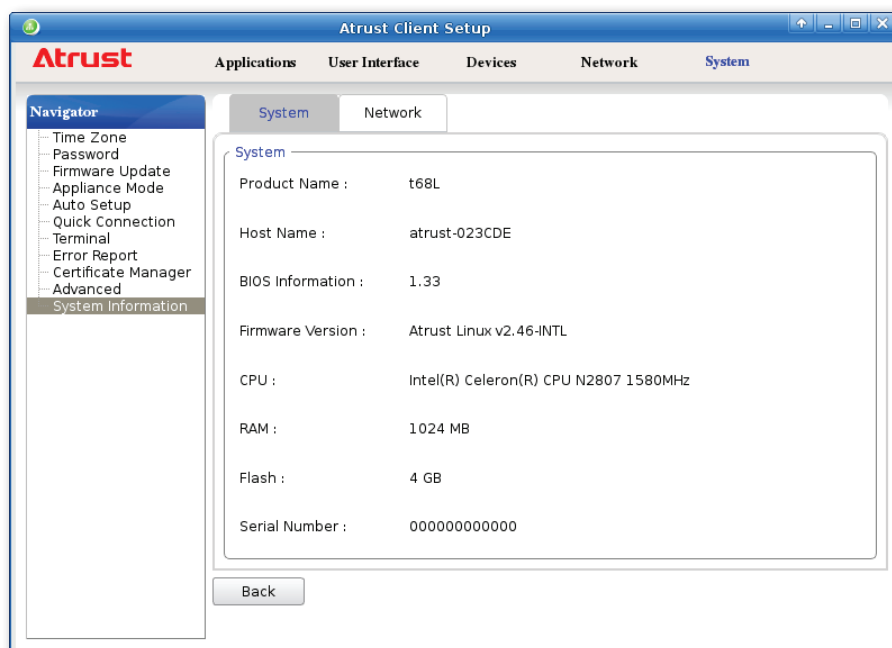 Atrust Client Setup
Atrust
Applications User Interface Devices Network System
Navigator
Time Zone
Password
Firmware Update
Appliance Mode
Auto Setup
Quick Connection
Terminal
Error Report
Certificate Manager
Advanced
System Information
System Network
System
Product Name : t68L
Host Name : atrust-023CDE
BIOS Information : 1.33
Firmware Version : Atrust Linux v2.46-INTL
CPU : Intel(R) Celeron(R) CPU N2807 1580MHz
RAM : 1024 MB
Flash : 4 GB
Serial Number : 000000000000
Back